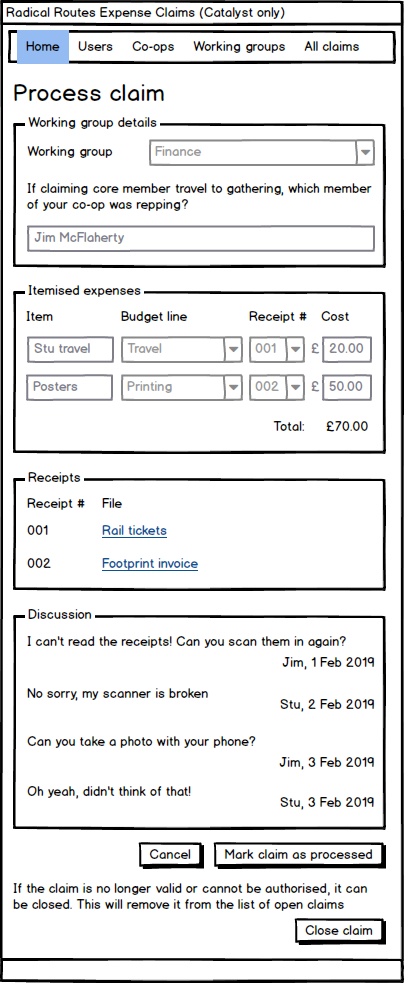 Radical Routes Expense Claims (Catalyst only)
Home Users Co-ops Working groups All claims
Process claim
Working group details
Working group Finance
If claiming core member travel to gathering, which member
of your co-op was repping?
Jim McFlaherty
Itemised expenses
Item Budget line Receipt # Cost
Stu travel Travel 001 £ 20.00
Posters Printing 002 £ 50.00
Total: £70.00
Receipts
Receipt # File
001 Rail tickets
002 Footprint invoice
Discussion
I can't read the receipts! Can you scan them in again?
Jim, 1 Feb 2019
No sorry, my scanner is broken
Stu, 2 Feb 2019
Can you take a photo with your phone?
Jim, 3 Feb 2019
Oh yeah, didn't think of that!
Stu, 3 Feb 2019
Cancel Mark claim as processed
If the claim is no longer valid or cannot be authorised, it can
be closed. This will remove it from the list of open claims
Close claim